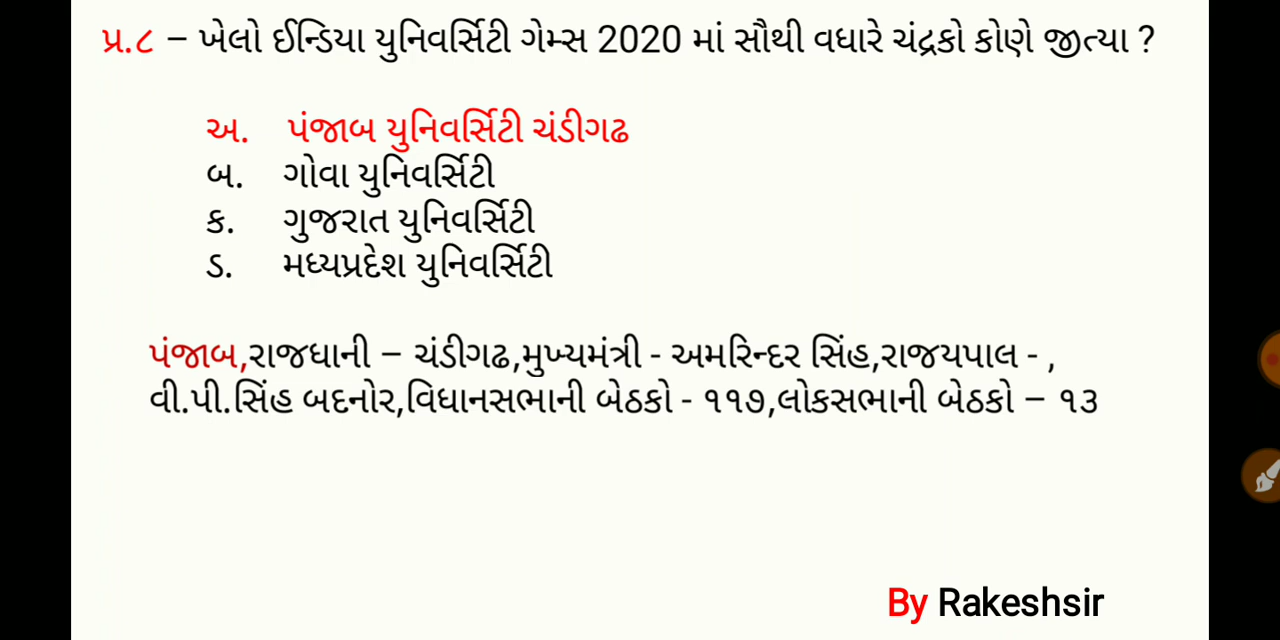 પ્ર.૮ – ખેલો ઈન્ડિયા યુનિવર્સિટી ગેમ્સ 2020 માં સૌથી વધારે ચંદ્રકો કોણે જીત્યા ?
અ. પંજાબ યુનિવર્સિટી ચંડીગઢ
બ. ગોવા યુનિવર્સિટી
ક. ગુજરાત યુનિવર્સિટી
ડ. મધ્યપ્રદેશ યુનિવર્સિટી
પંજાબ,રાજધાની – ચંડીગઢ,મુખ્યમંત્રી - અમરિન્દર સિંહ,રાજયપાલ - ,
વી.પી.સિંહ બદનોર,વિધાનસભાની બેઠકો - ૧૧૭,લોકસભાની બેઠકો – ૧૩
By Rakeshsir